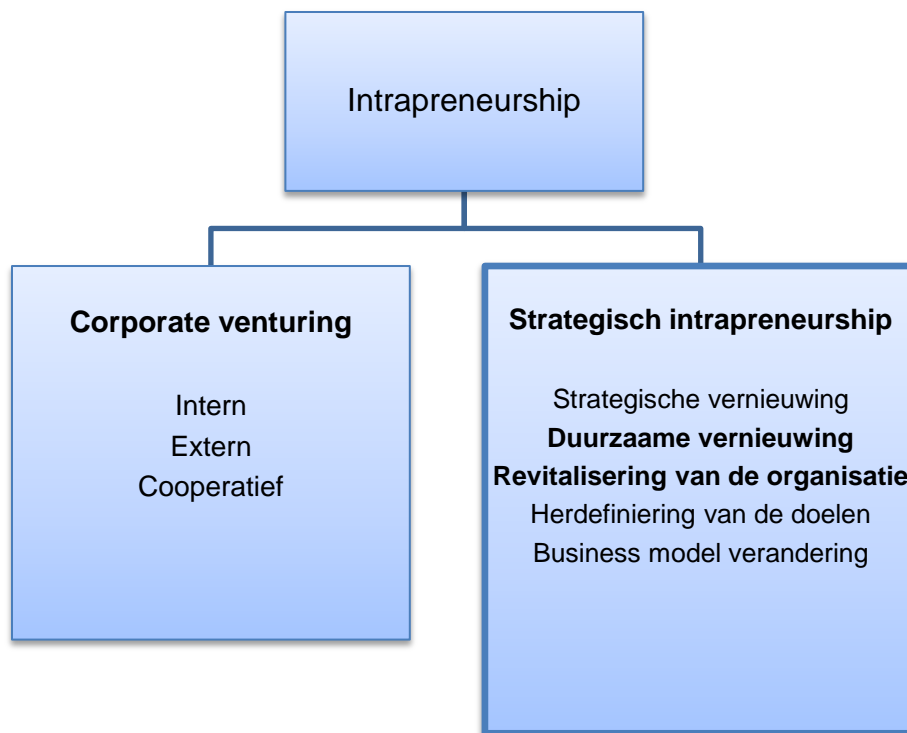 Intrapreneurship
Corporate venturing
Intern
Extern
Cooperatief
Strategisch intrapreneurship
Strategische vernieuwing
Duurzaame vernieuwing
Revitalisering van de organisatie
Herdefiniering van de doelen
Business model verandering